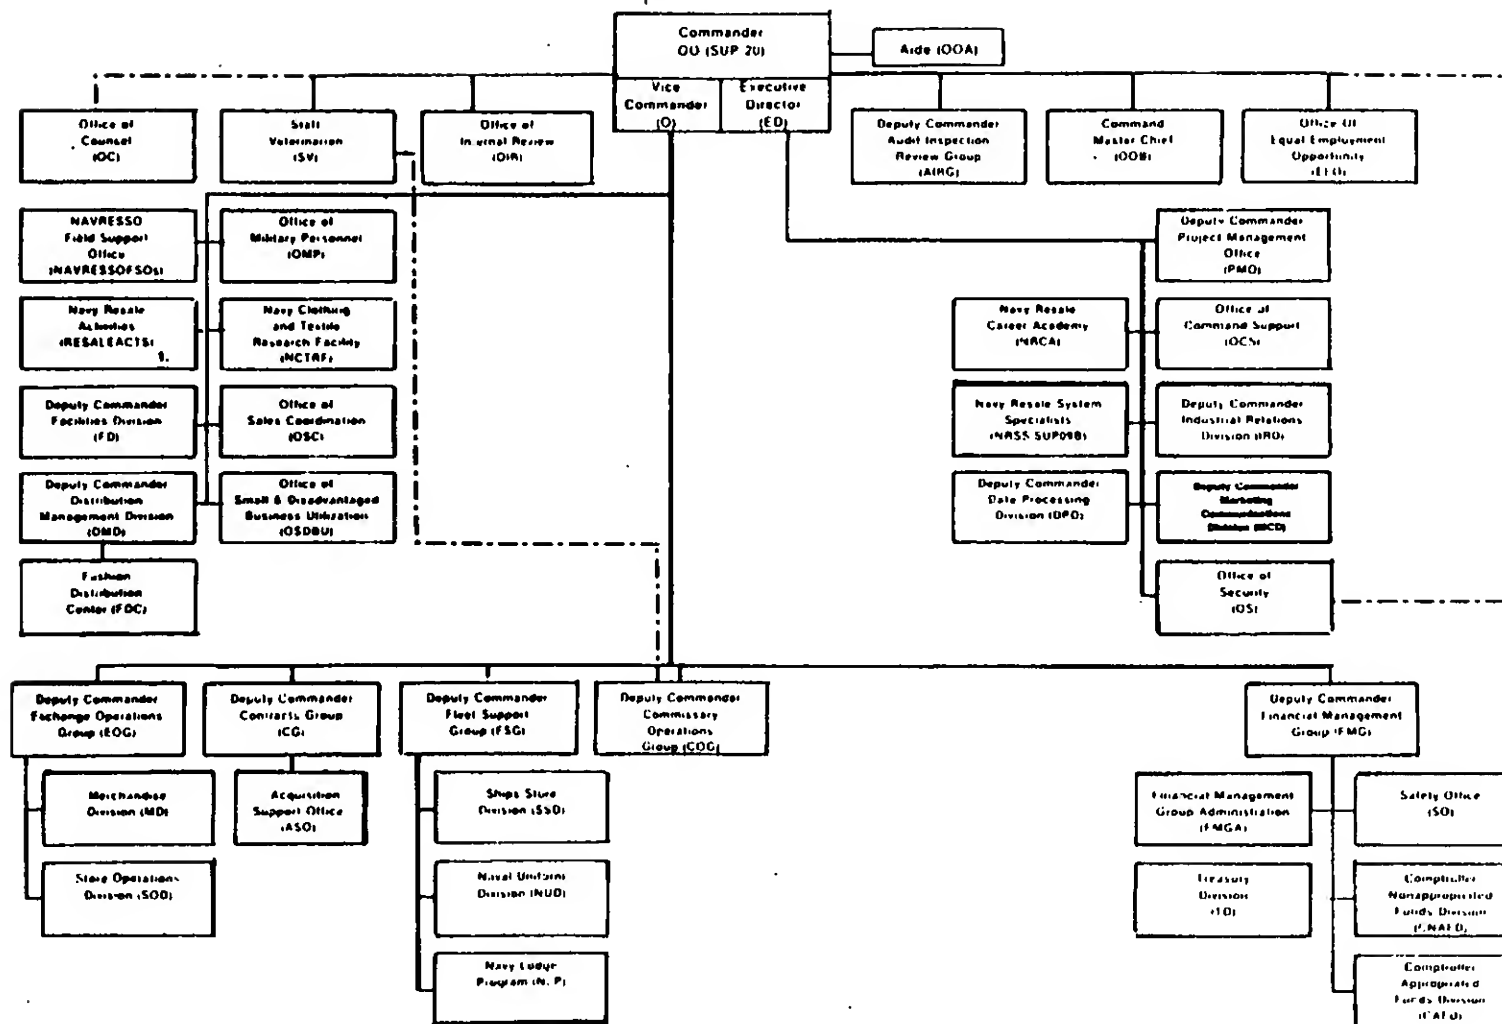 Commander
OO (SUP 20)
Aide (OOA)
Vice
Commander
(O)
Executive
Director
(ED)
Office of
Counsel
(OC)
Staff
Veterinarian
(SV)
Office of
Internal Review
(OIR)
Deputy Commander
Audit Inspection
Review Group
(AIRG)
Command
Master Chief
(OOB)
Office Of
Equal Employment
Opportunity
(EEO)
NAVRESSO
Field Support
Office
(NAVRESSOFSOs)
Office of
Military Personnel
(OMP)
Deputy Commander
Project Management
Office
(PMO)
Navy Resale
Activities
(RESALEACTS)
1.
Navy Clothing
and Textile
Research Facility
(NCTRF)
Navy Resale
Career Academy
(NRCA)
Office of
Command Support
(OCS)
Deputy Commander
Facilities Division
(FD)
Office of
Sales Coordination
(OSC)
Navy Resale System
Specialists
(NRSS SUP09B)
Deputy Commander
Industrial Relations
Division (IRD)
Deputy Commander
Distribution
Management Division
(DMD)
Office of
Small & Disadvantaged
Business Utilization
(OSDBU)
Deputy Commander
Date Processing
Division (DPD)
Deputy Commander
Marketing
Communications
Division (MCD)
Fashion
Distribution
Center (FDC)
Office of
Security
(OS)
Deputy Commander
Exchange Operations
Group (EOG)
Deputy Commander
Contracts Group
(CG)
Deputy Commander
Fleet Support
Group (FSG)
Deputy Commander
Commissary
Operations
Group (COG)
Deputy Commander
Financial Management
Group (FMG)
Merchandise
Division (MD)
Acquisition
Support Office
(ASO)
Ships Store
Division (SSD)
Financial Management
Group Administration
(FMGA)
Safety Office
(SO)
Store Operations
Division (SOD)
Naval Uniform
Division (NUD)
Treasury
Division
(TD)
Comptroller
Nonappropriated
Funds Division
(CNAFD)
Navy Lodge
Program
Comptroller
Appropriated
Funds Division
(CAFD)